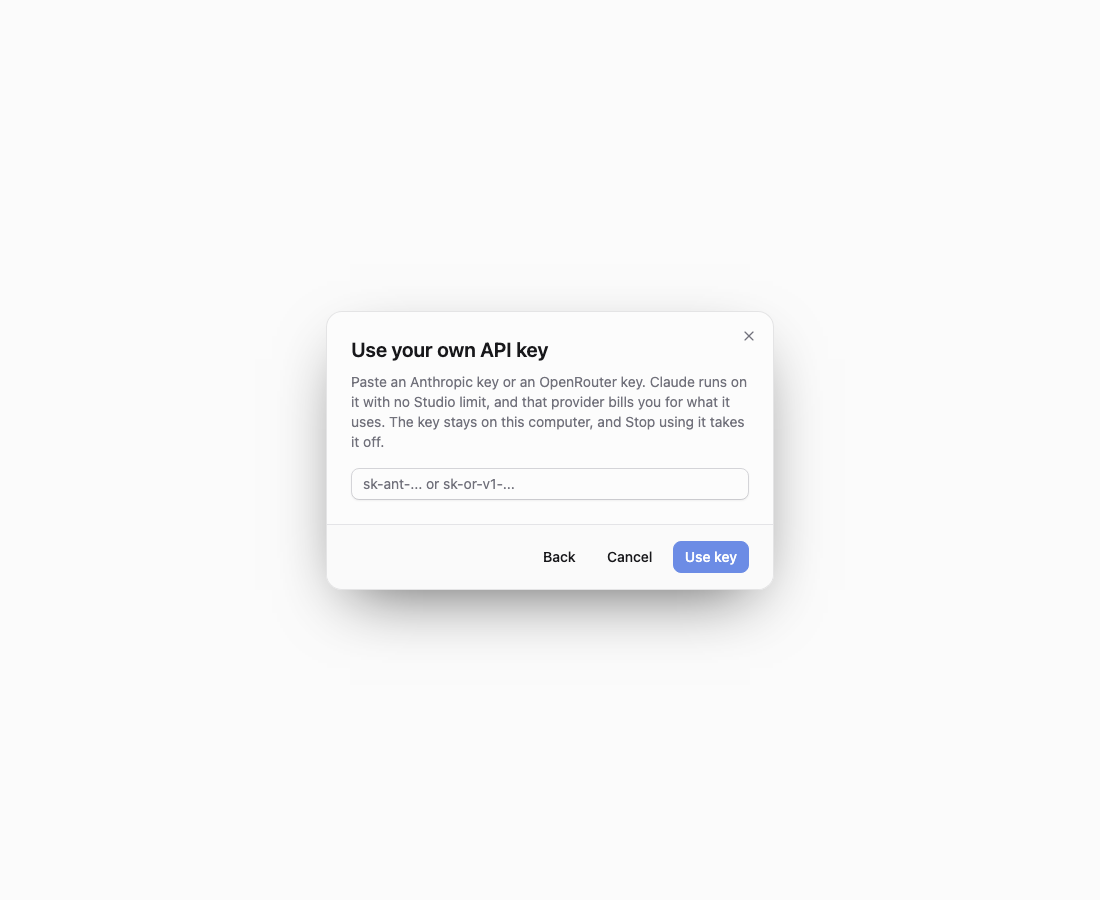 Use your own API key
Paste an Anthropic key or an OpenRouter key. Claude runs on
it with no Studio limit, and that provider bills you for what it
uses. The key stays on this computer, and Stop using it takes
it off.
sk-ant-... or sk-or-v1-...
Back Cancel Use key